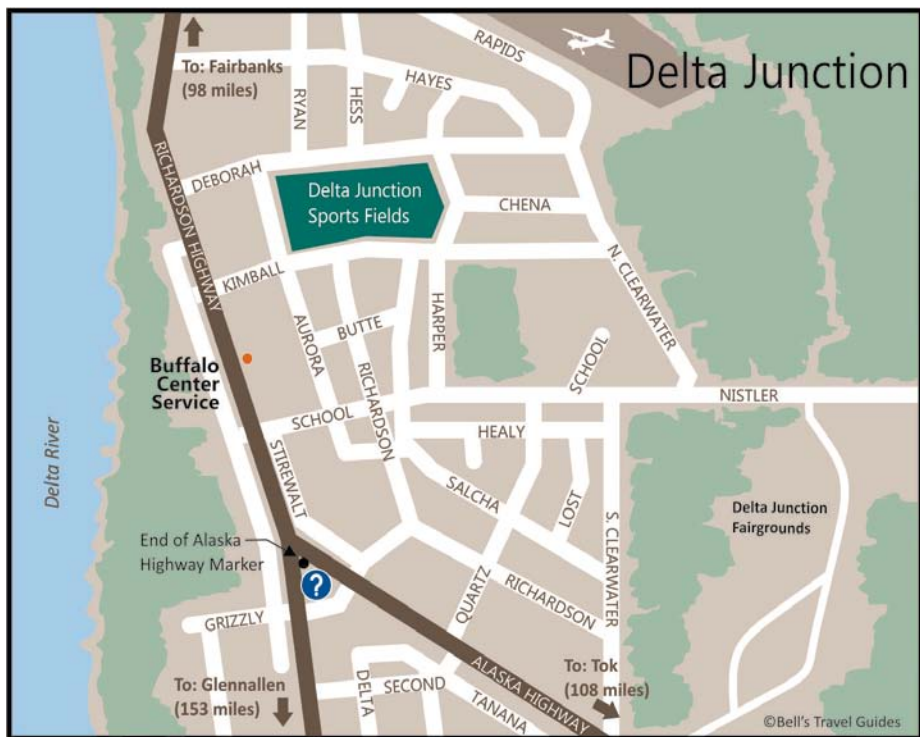 Delta Junction
RAPIDS
To: Fairbanks
(98 miles)
HAYES
RYAN
HESS
RICHARDSON HIGHWAY
DEBORAH
Delta Junction
Sports Fields
CHENA
N. CLEARWATER
KIMBALL
HARPER
BUTTE
AURORA
RICHARDSON
SCHOOL
Buffalo
Center
Service
NISTLER
SCHOOL
HEALY
STIREWALT
Delta River
SALCHA
LOST
S. CLEARWATER
Delta Junction
Fairgrounds
End of Alaska
Highway Marker
?
QUARTZ
RICHARDSON
GRIZZLY
ALASKA HIGHWAY
To: Tok
(108 miles)
To: Glennallen
(153 miles)
DELTA
SECOND
TANANA
©Bell's Travel Guides